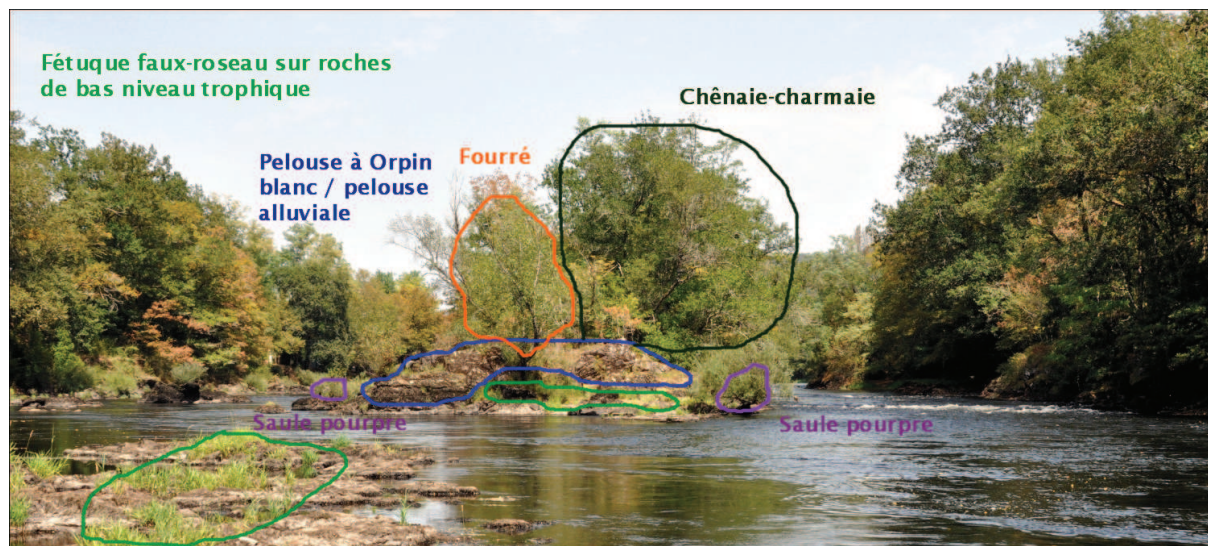 Fétuque faux-roseau sur roches
de bas niveau trophique
Chênaie-charmaie
Pelouse à Orpin
blanc / pelouse
alluviale
Fourré
Saule pourpre
Saule pourpre